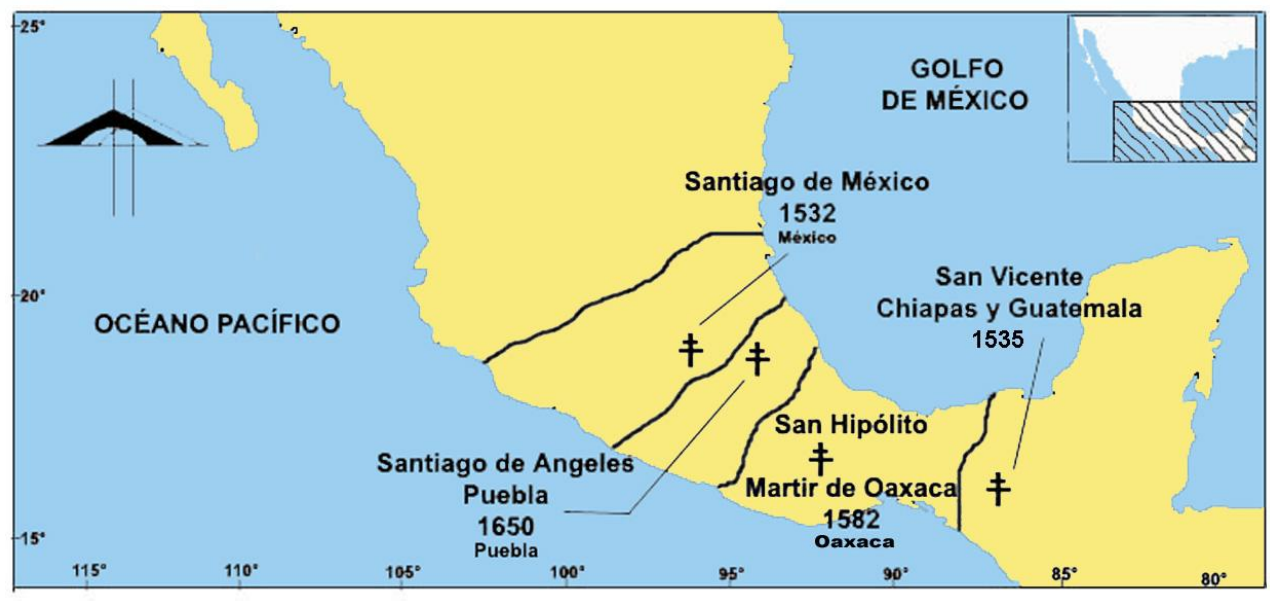 25°
GOLFO
DE MÉXICO
Santiago de México
1532
México
San Vicente
Chiapas y Guatemala
1535
20°
OCÉANO PACÍFICO
San Hipólito
Martir de Oaxaca
1582
Oaxaca
Santiago de Angeles
Puebla
1650
Puebla
15°
115° 110° 105° 100° 95° 90° 85° 80°